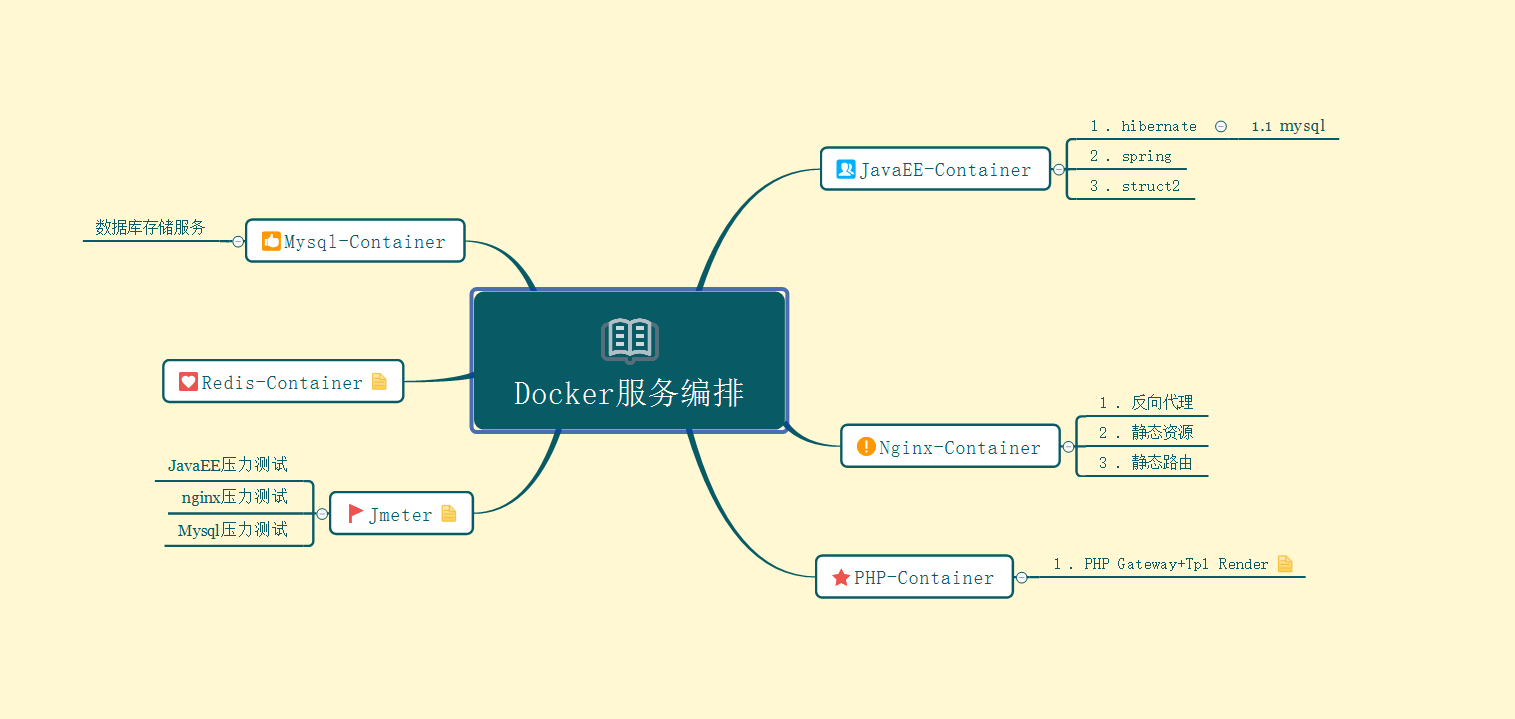 Docker服务编排
JavaEE-Container
1. hibernate
1.1 mysql
2. spring
3. struct2
Nginx-Container
1. 反向代理
2. 静态资源
3. 静态路由
PHP-Container
1. PHP Gateway+Tpl Render
Mysql-Container
数据库存储服务
Redis-Container
Jmeter
JavaEE压力测试
nginx压力测试
Mysql压力测试